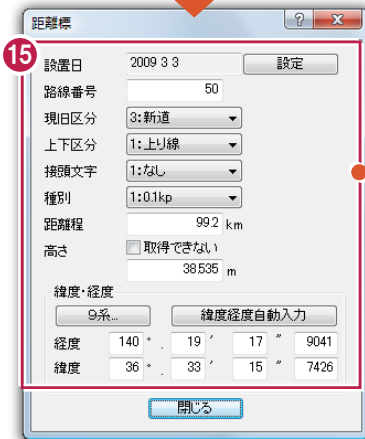 距離標
15
設置日 2009 3 3 設定
路線番号 50
現旧区分 3:新道
上下区分 1:上り線
接頭文字 1:なし
種別 1:0.1kp
距離程 99.2 km
高さ 取得できない
38.535 m
緯度・経度
9系... 緯度経度自動入力
経度 140 ° . 19 ′ 17 ″ 9041
緯度 36 ° . 33 ′ 15 ″ 7426
閉じる